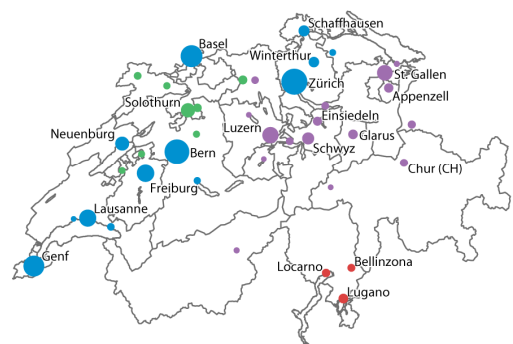 Schaffhausen
Basel
Winterthur
Zürich
St. Gallen
Appenzell
Solothurn
Einsiedeln
Luzern
Neuenburg
Glarus
Schwyz
Bern
Chur (CH)
Freiburg
Lausanne
Genf
Bellinzona
Locarno
Lugano